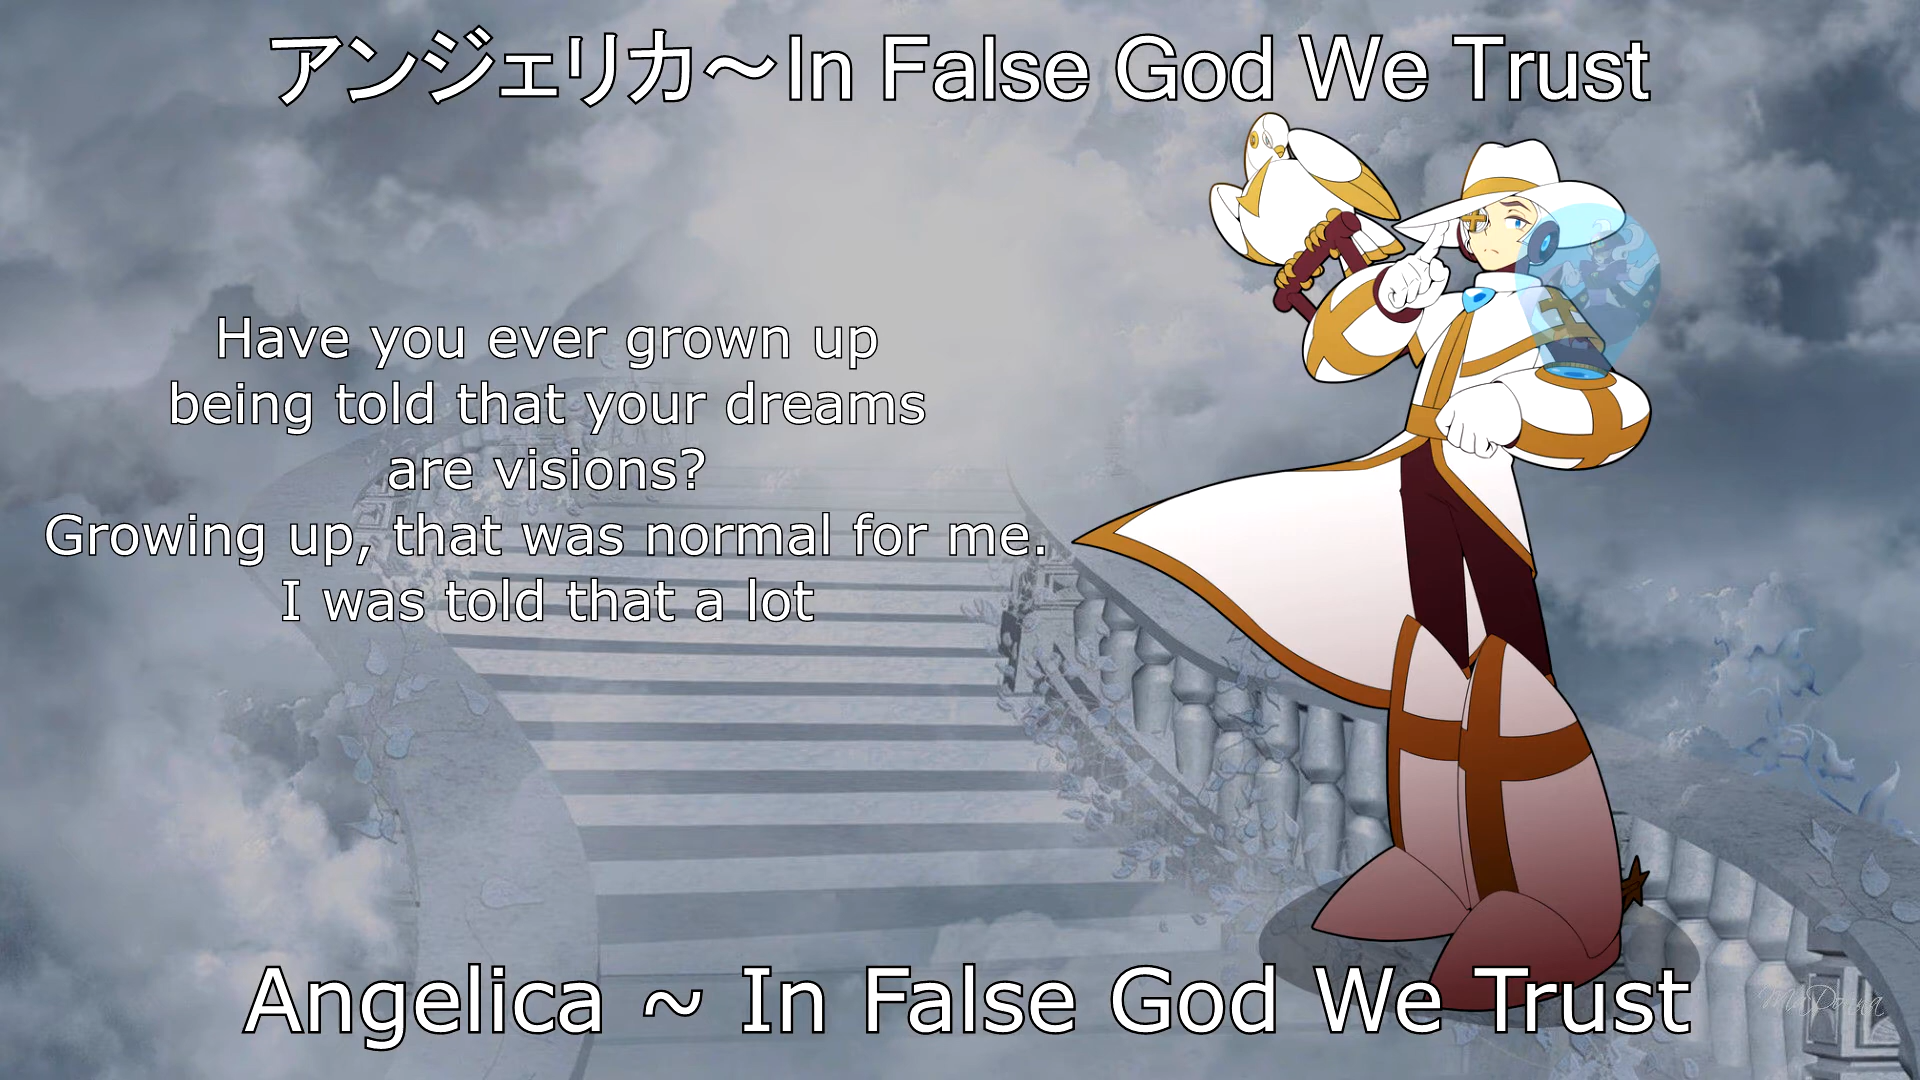 アンジェリカ～In False God We Trust
Have you ever grown up
being told that your dreams
are visions?
Growing up, that was normal for me.
I was told that a lot
Angelica ~ In False God We Trust
MaDonna